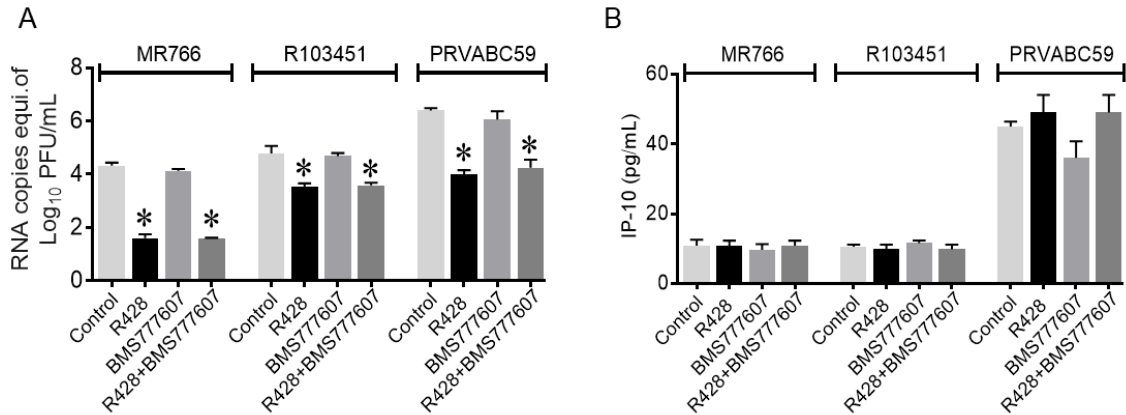 A
MR766
R103451
PRVABC59
RNA copies equi. of
Log10 PFU/mL
8
6
4
2
0
*
*
*
*
*
*
Control
R428
BMS777607
R428+BMS777607
Control
R428
BMS777607
R428+BMS777607
Control
R428
BMS777607
R428+BMS777607
B
MR766
R103451
PRVABC59
IP-10 (pg/mL)
60
40
20
0
Control
R428
BMS777607
R428+BMS777607
Control
R428
BMS777607
R428+BMS777607
Control
R428
BMS777607
R428+BMS777607